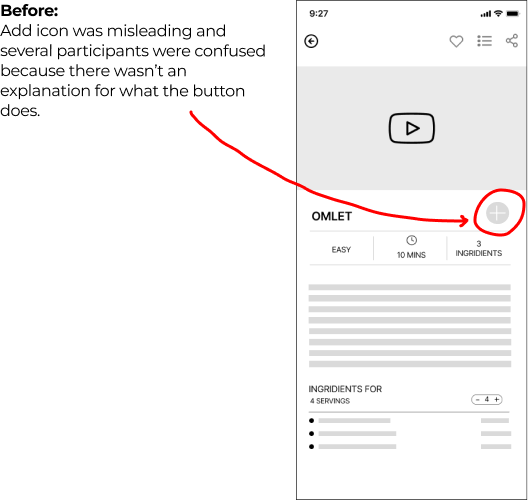 Before:
Add icon was misleading and
several participants were confused
because there wasn't an
explanation for what the button
does.
9:27
OMLET
EASY
10 MINS
3
INGRIDIENTS
INGRIDIENTS FOR
4 SERVINGS
- 4 +